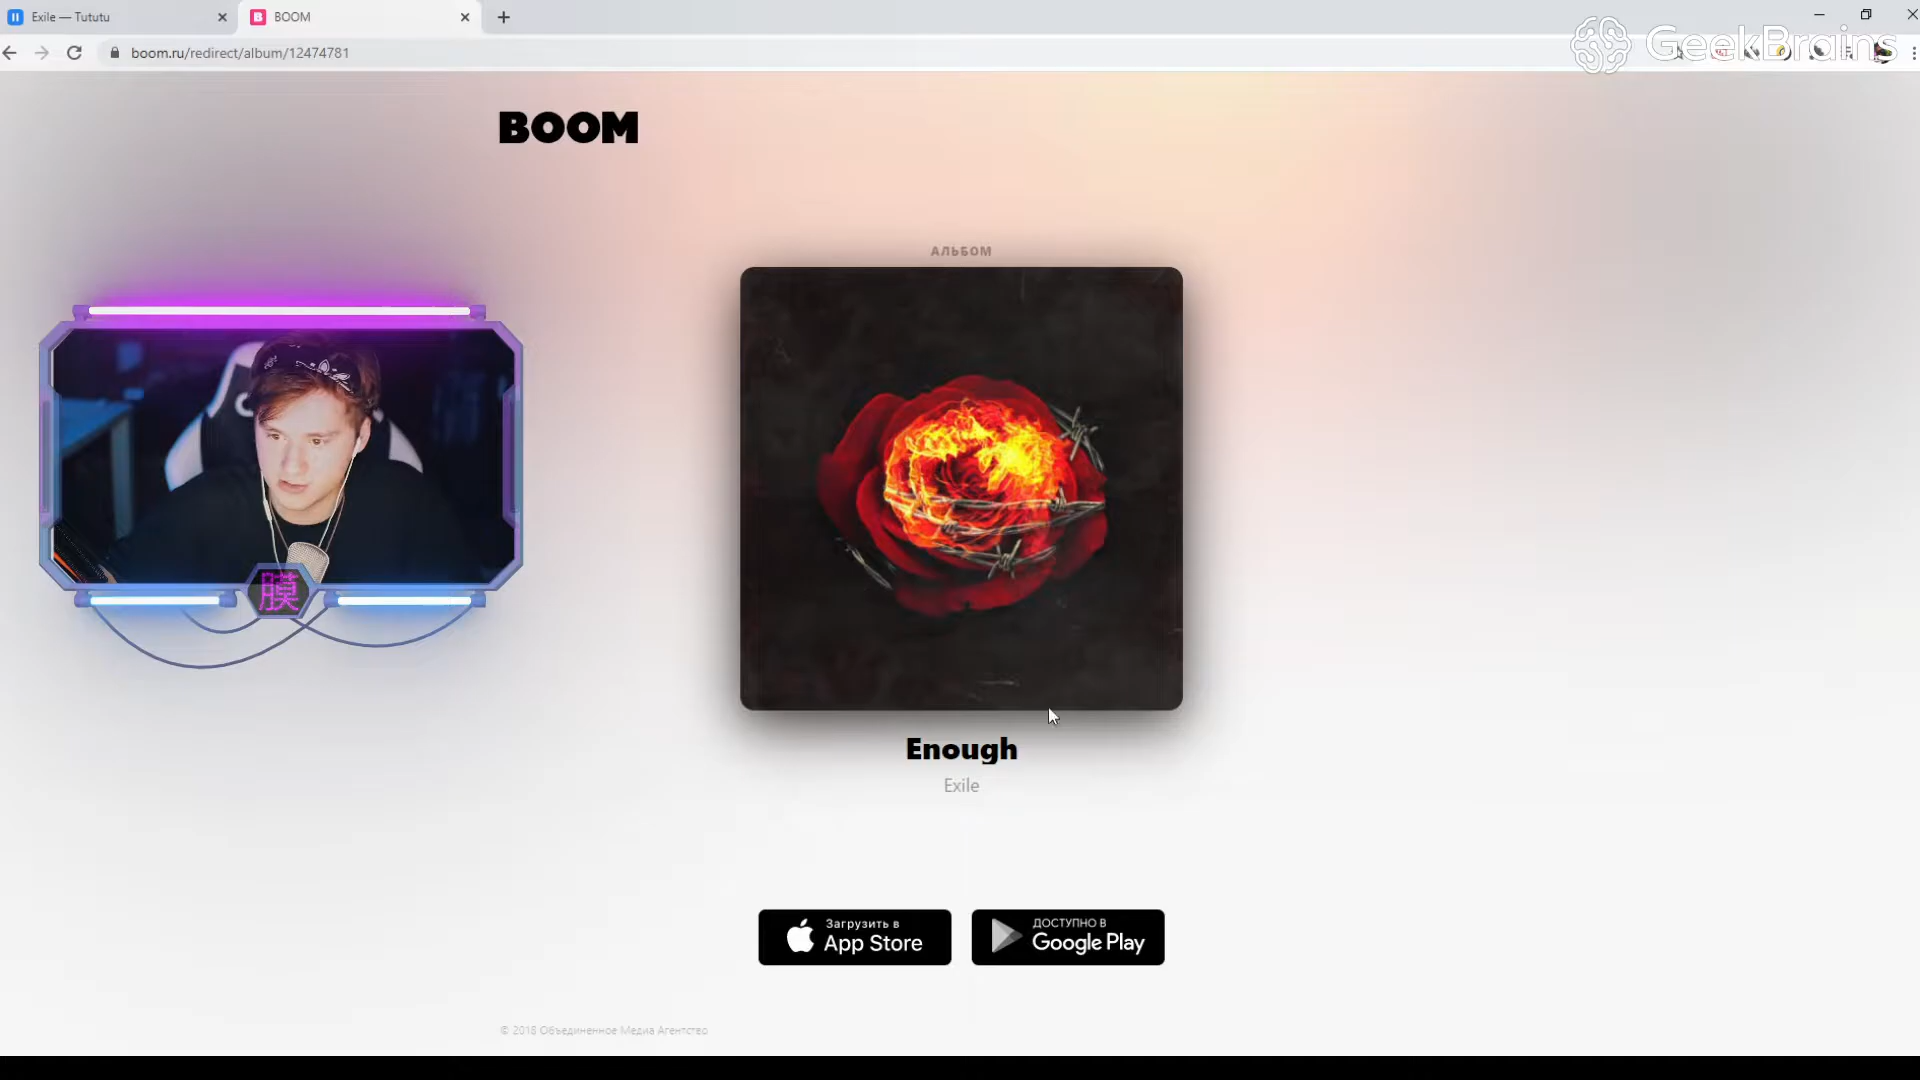 Exile — Tututu
BOOM
boom.ru/redirect/album/12474781
GeekBrains
BOOM
АЛЬБОМ
膜
Enough
Exile
Загрузить в
App Store
ДОСТУПНО В
Google Play
© 2018 Объединенное Медиа Агентство